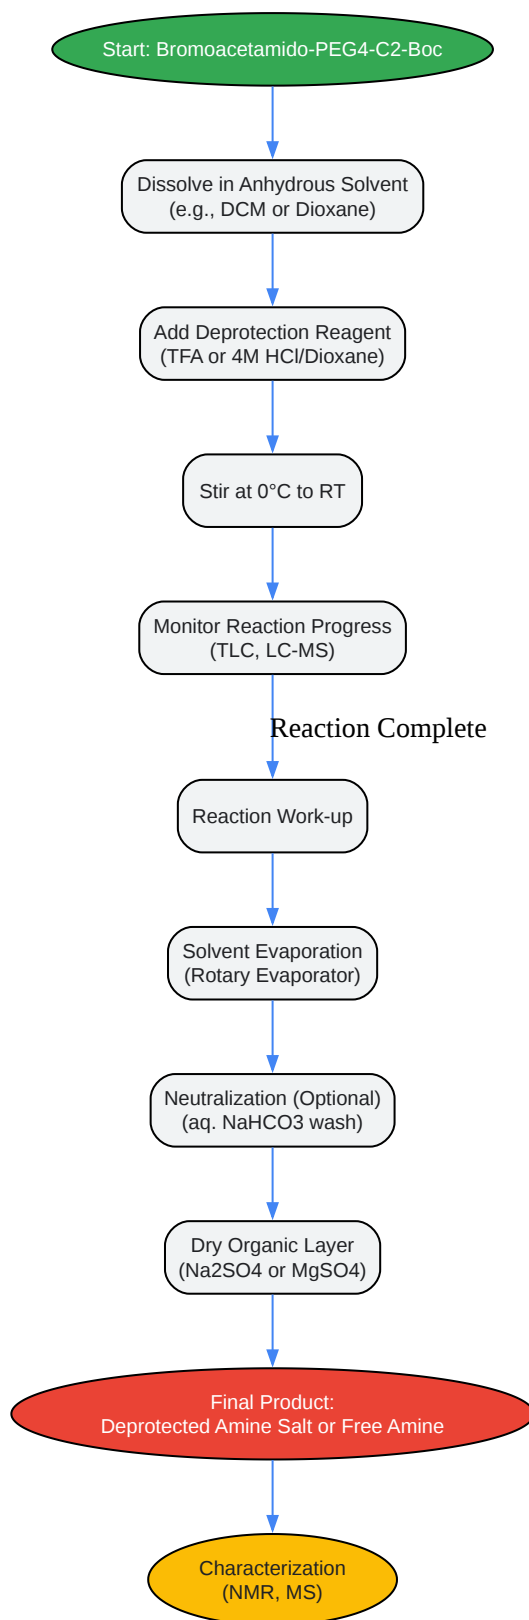 Start: Bromoacetamido-PEG4-C2-Boc
Dissolve in Anhydrous Solvent
(e.g., DCM or Dioxane)
Add Deprotection Reagent
(TFA or 4M HCl/Dioxane)
Stir at 0°C to RT
Monitor Reaction Progress
(TLC, LC-MS)
Reaction Complete
Reaction Work-up
Solvent Evaporation
(Rotary Evaporator)
Neutralization (Optional)
(aq. NaHCO3 wash)
Dry Organic Layer
(Na2SO4 or MgSO4)
Final Product:
Deprotected Amine Salt or Free Amine
Characterization
(NMR, MS)